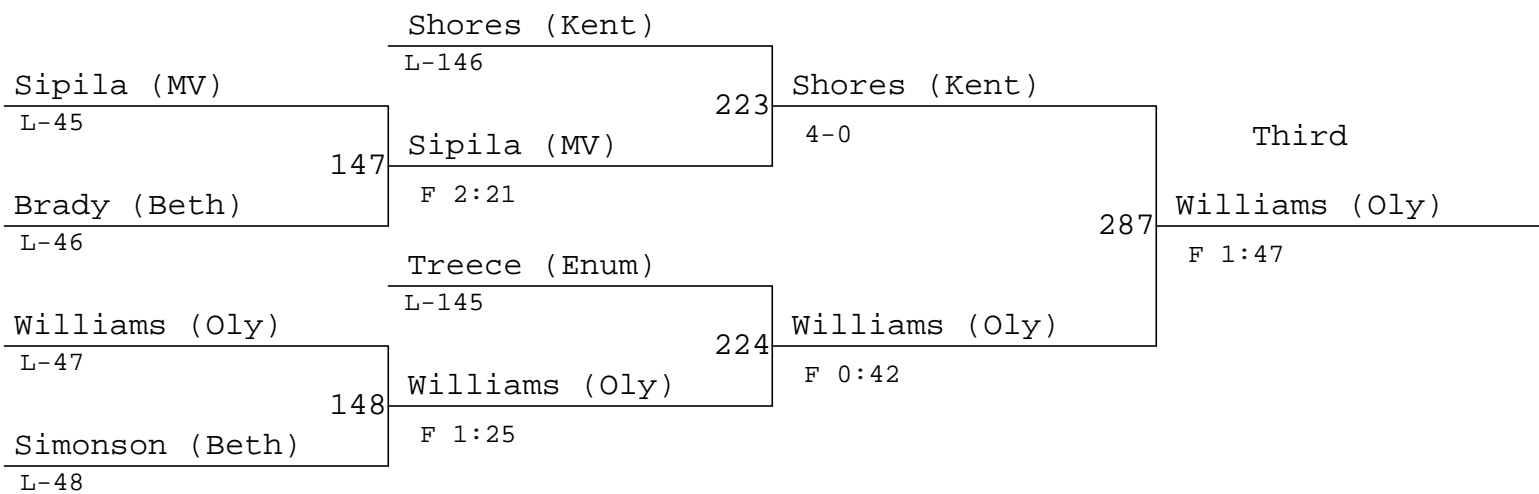 Shores (Kent)
L-146
Sipila (MV)
L-45
223
Shores (Kent)
4-0
Third
147
Sipila (MV)
F 2:21
Brady (Beth)
L-46
287
Williams (Oly)
F 1:47
Treece (Enum)
L-145
Williams (Oly)
L-47
224
Williams (Oly)
F 0:42
148
Williams (Oly)
F 1:25
Simonson (Beth)
L-48